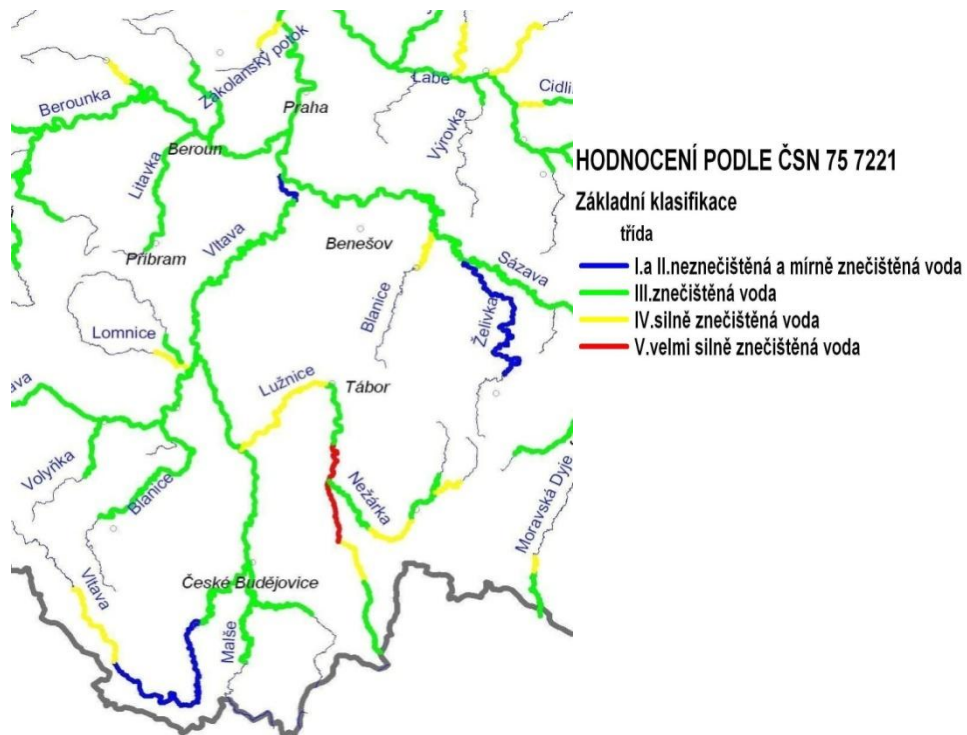 Zákolanský potok
Labe
Cidli
Berounka
Praha
Výrovka
Beroun
Litavka
Vltava
Benešov
Sázava
Příbram
Blanice
Želivka
Lomnice
Lužnice
Tábor
ava
Volyňka
Blanice
Nežárka
Moravská Dyje
Vltava
České Budějovice
Malše
HODNOCENÍ PODLE ČSN 75 7221
Základní klasifikace
třída
I.a II.neznečištěná a mírně znečištěná voda
III.znečištěná voda
IV.silně znečištěná voda
V.velmi silně znečištěná voda